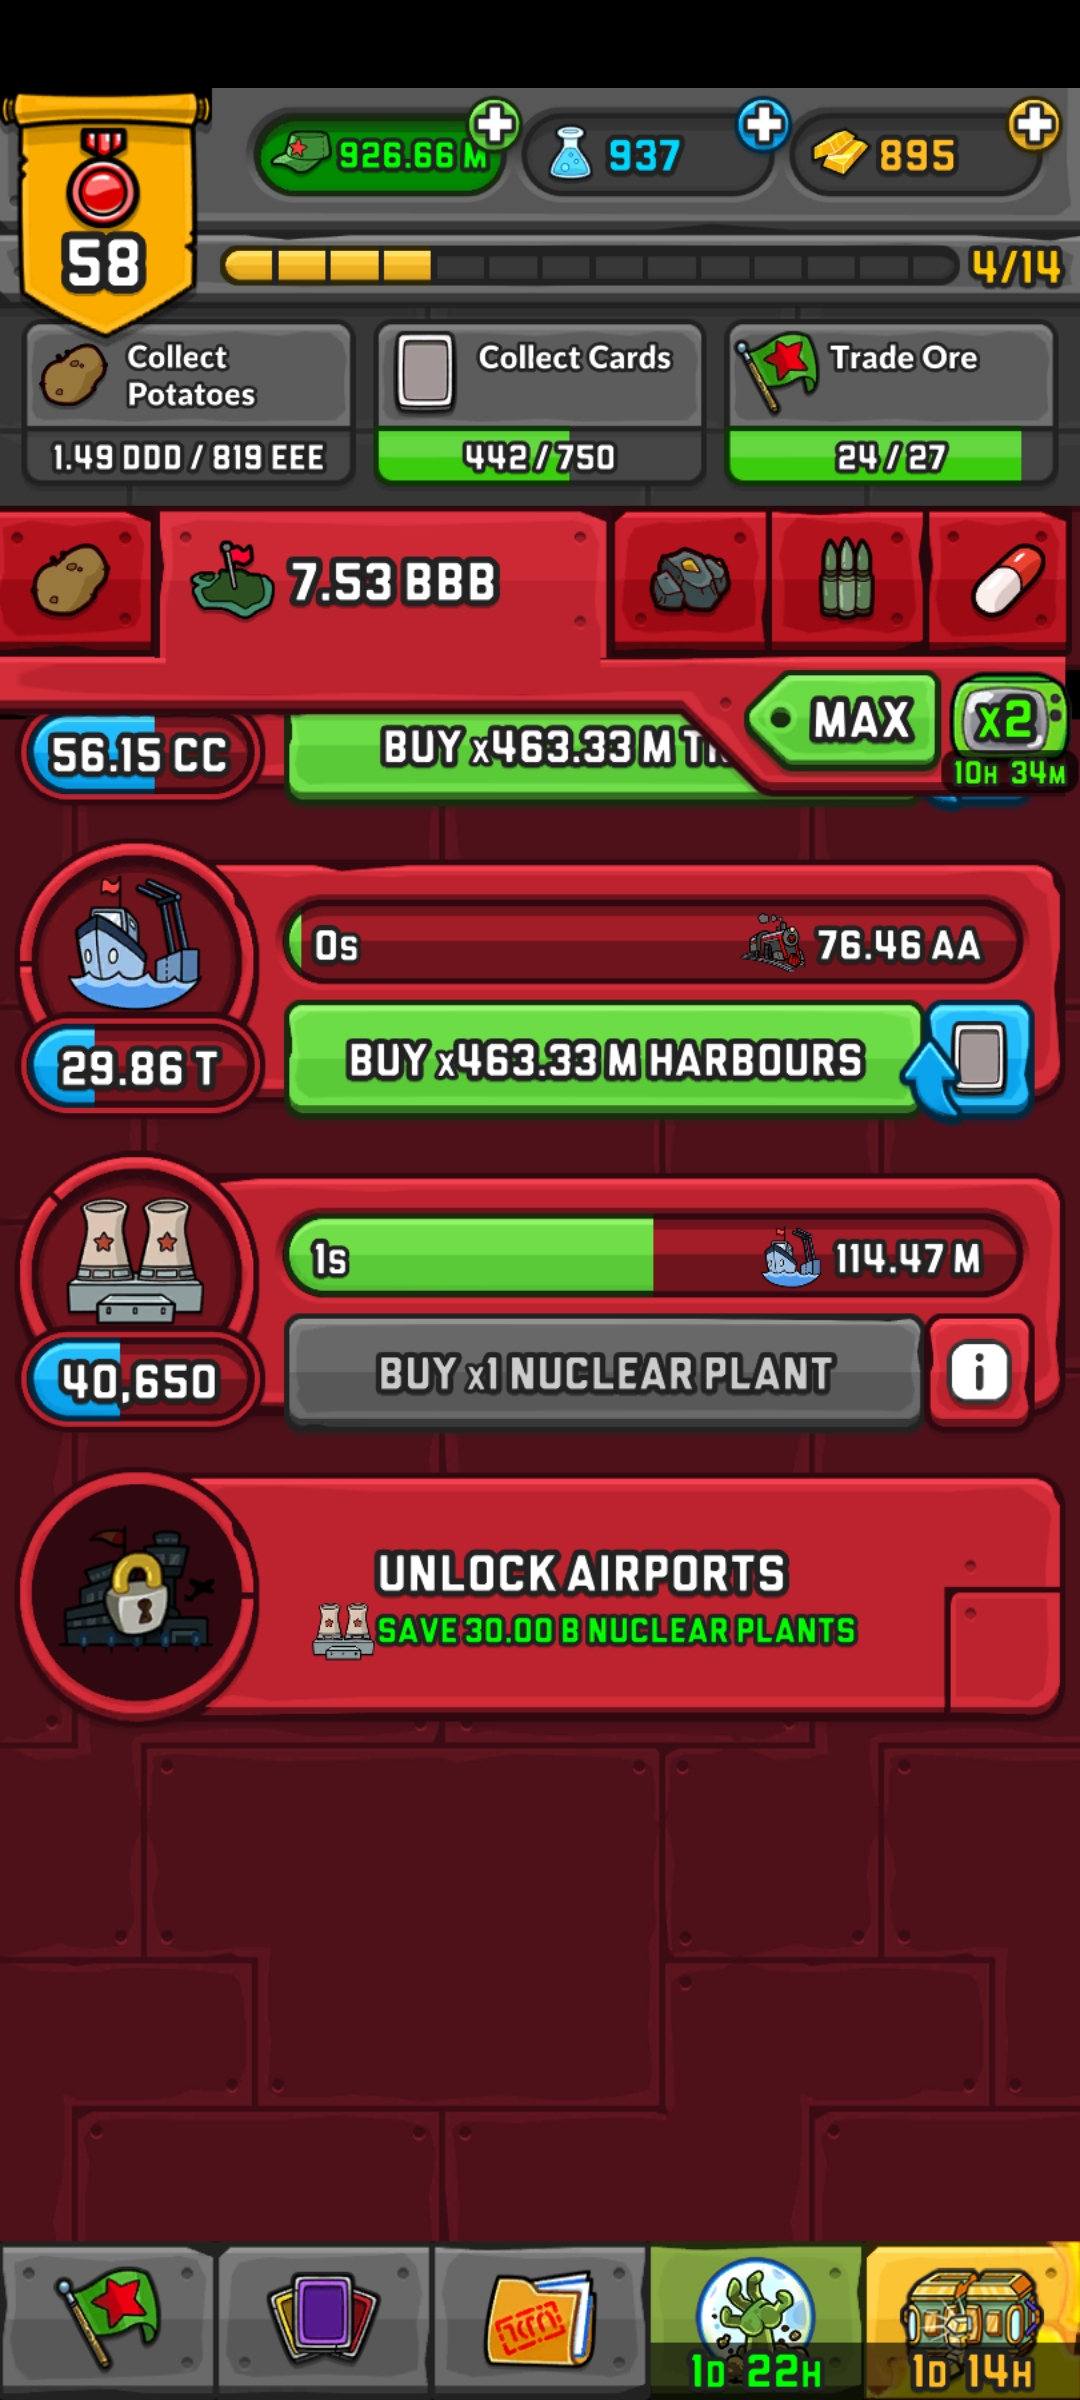 58
926.66 M
937
895
4/14
Collect
Potatoes
1.49 DDD / 819 EEE
Collect Cards
442/750
Trade Ore
24/27
7.53 BBB
MAX
x2
10H 34M
56.15 CC
BUY x463.33 M
0s
76.46 AA
29.86 T
BUY x463.33 M HARBOURS
1s
114.47 M
40,650
BUY x1 NUCLEAR PLANT
i
UNLOCK AIRPORTS
SAVE 30.00 B NUCLEAR PLANTS
1D 22H
1D 14H